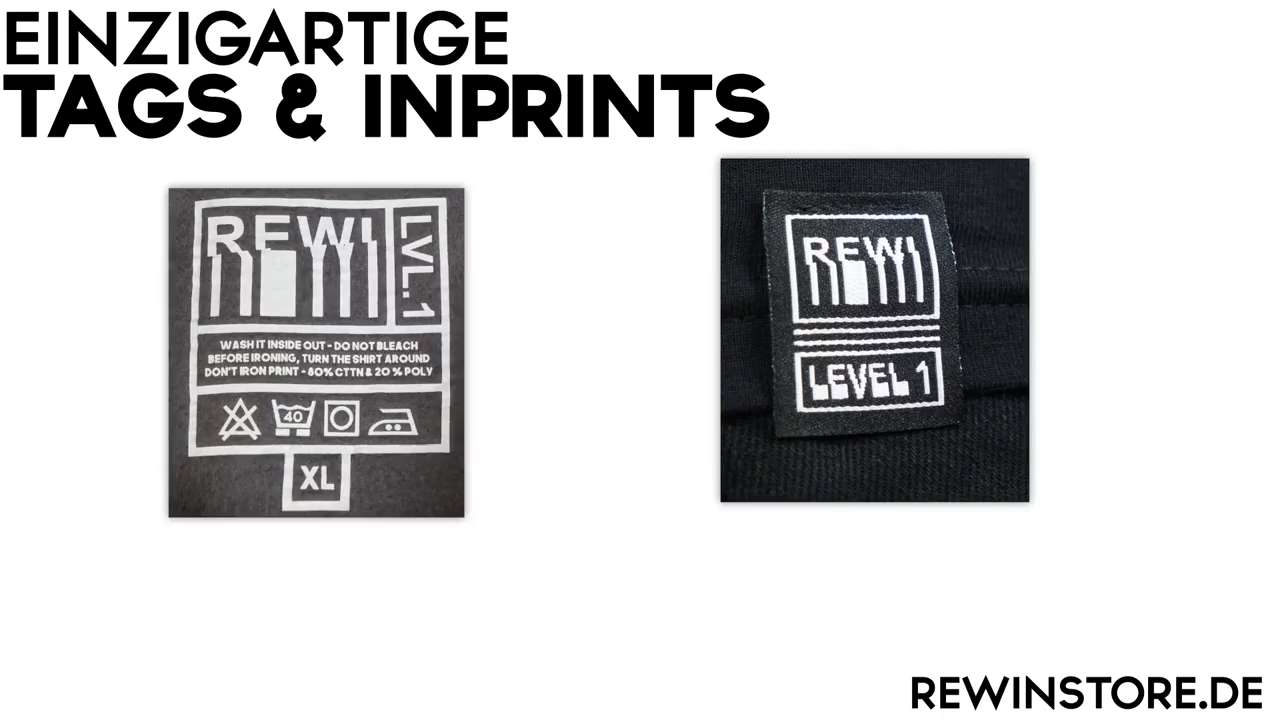 EINZIGARTIGE
TAGS & INPRINTS
REWI
LVL.1
WASH IT INSIDE OUT - DO NOT BLEACH
BEFORE IRONING, TURN THE SHIRT AROUND
DON'T IRON PRINT - 80% CTTN & 20 % POLY
40
XL
REWI
LEVEL 1
REWINSTORE.DE